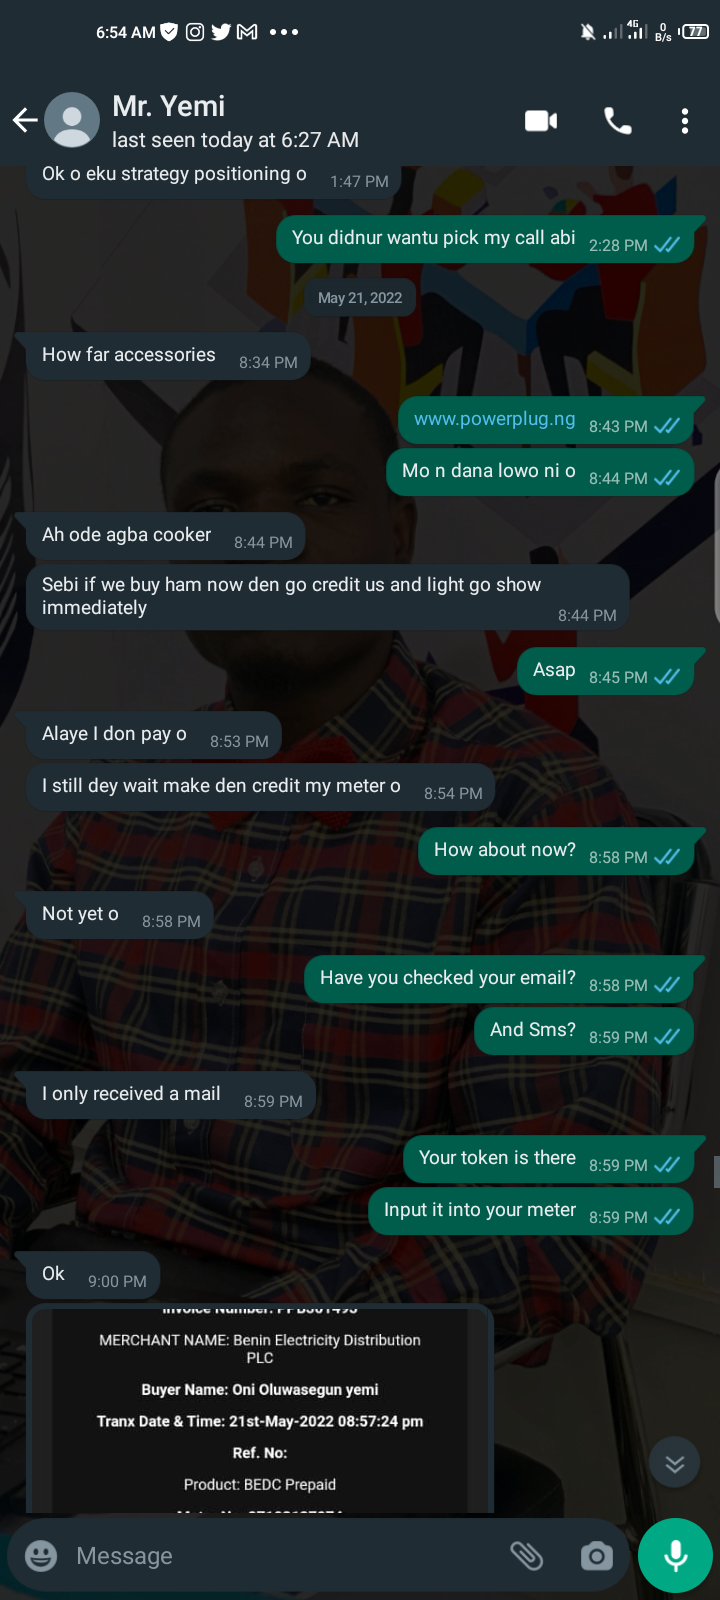 6:54 AM
4G
0
B/s
77
Mr. Yemi
last seen today at 6:27 AM
Ok o eku strategy positioning o 1:47 PM
You didnur wantu pick my call abi 2:28 PM
May 21, 2022
How far accessories 8:34 PM
www.powerplug.ng 8:43 PM
Mo n dana lowo ni o 8:44 PM
Ah ode agba cooker 8:44 PM
Sebi if we buy ham now den go credit us and light go show
immediately
8:44 PM
Asap 8:45 PM
Alaye I don pay o 8:53 PM
I still dey wait make den credit my meter o 8:54 PM
How about now? 8:58 PM
Not yet o 8:58 PM
Have you checked your email? 8:58 PM
And Sms? 8:59 PM
I only received a mail 8:59 PM
Your token is there 8:59 PM
Input it into your meter 8:59 PM
Ok 9:00 PM
Invoice Number:
MERCHANT NAME: Benin Electricity Distribution
PLC
Buyer Name: Oni Oluwasegun yemi
Tranx Date & Time: 21st-May-2022 08:57:24 pm
Ref. No:
Product: BEDC Prepaid
Message